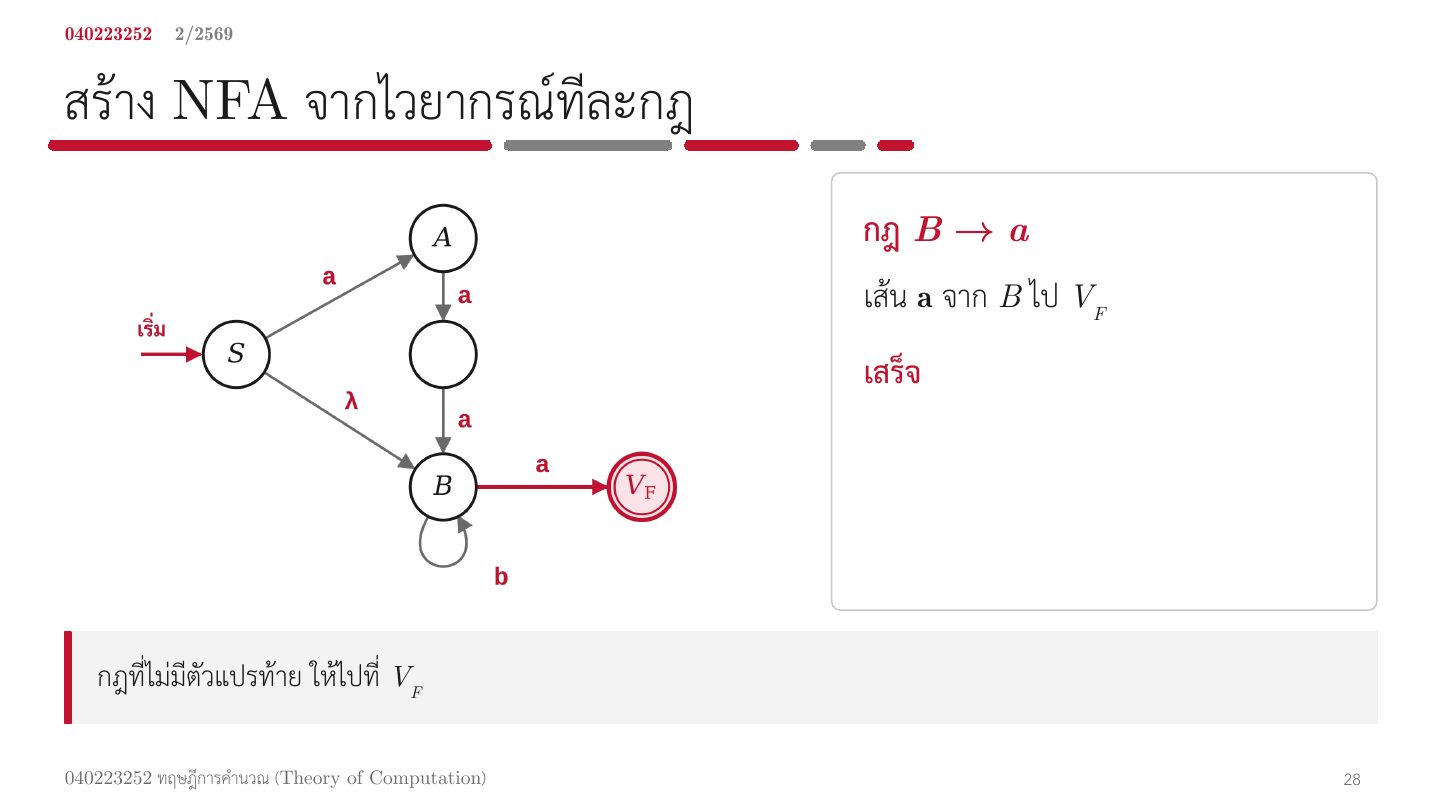 040223252 2/2569
สร้าง NFA จากไวยากรณ์ทีละกฎ
A
a
a
เริ่ม
S
λ
a
a
B
V_F
b
กฎ B → a
เส้น a จาก B ไป V_F
เสร็จ
กฎที่ไม่มีตัวแปรท้าย ให้ไปที่ V_F
040223252 ทฤษฎีการคำนวณ (Theory of Computation)
28